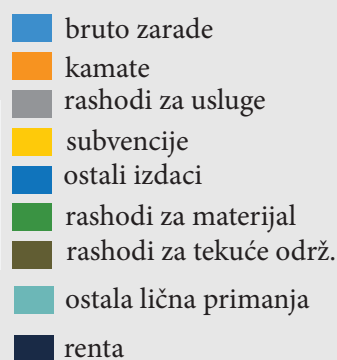 bruto zarade
kamate
rashodi za usluge
subvencije
ostali izdaci
rashodi za materijal
rashodi za tekuće održ.
ostala lična primanja
renta